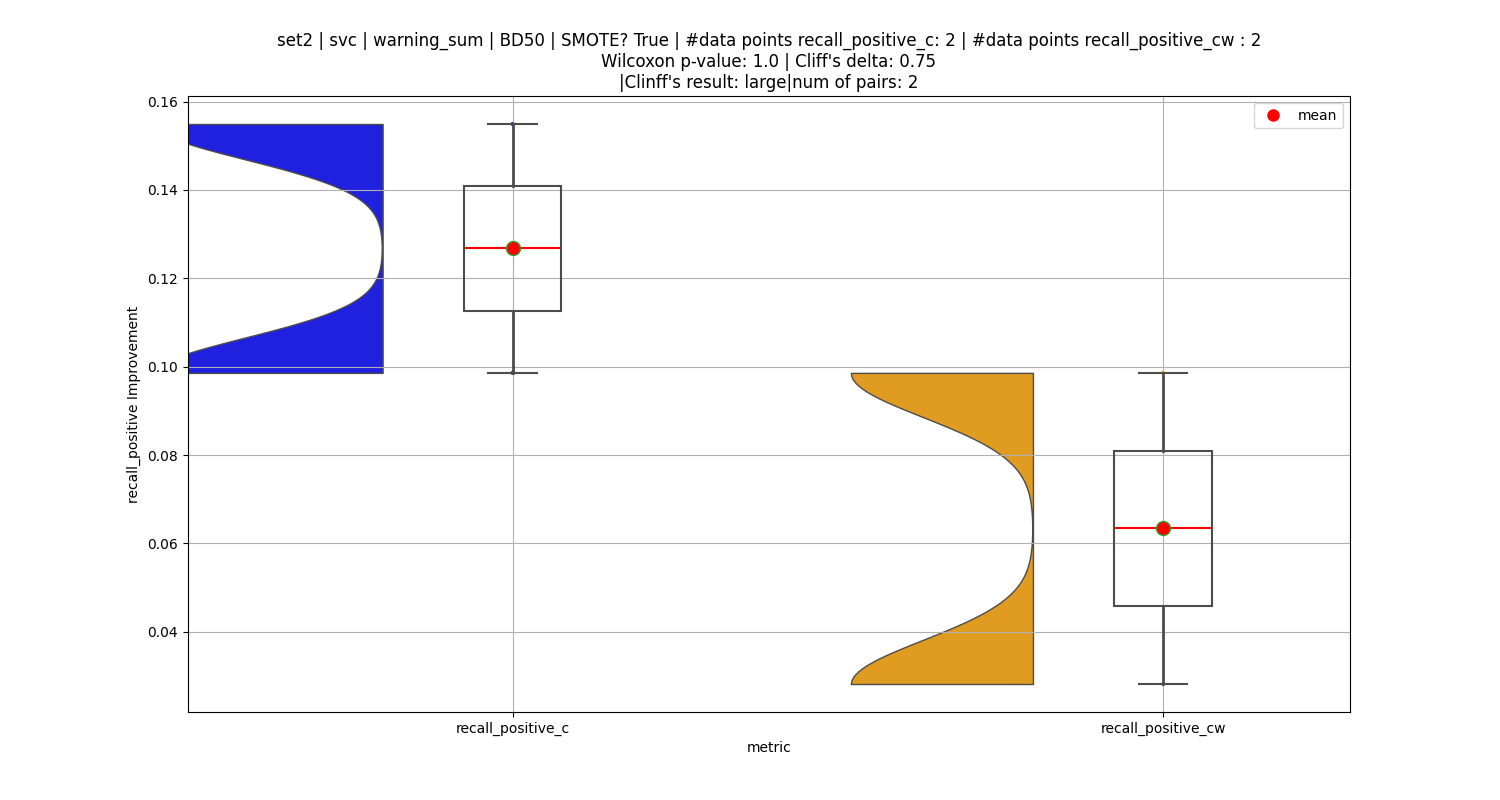 set2 | svc | warning_sum | BD50 | SMOTE? True | #data points recall_positive_c: 2 | #data points recall_positive_cw : 2
Wilcoxon p-value: 1.0 | Cliff's delta: 0.75
|Clinff's result: large|num of pairs: 2
mean
0.16
0.14
0.12
0.10
0.08
0.06
0.04
recall_positive Improvement
recall_positive_c
recall_positive_cw
metric